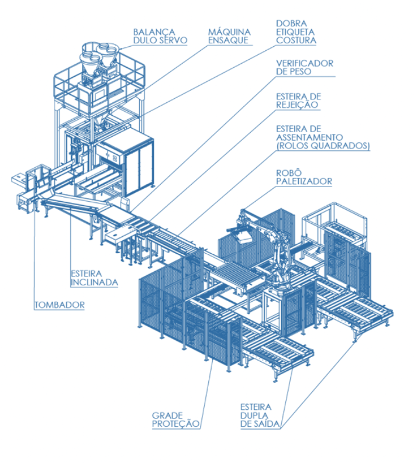 BALANÇA
DULO SERVO
MÁQUINA
ENSAQUE
DOBRA
ETIQUETA
COSTURA
VERIFICADOR
DE PESO
ESTEIRA DE
REJEIÇÃO
ESTEIRA DE
ASSENTAMENTO
(ROLOS QUADRADOS)
ROBÔ
PALETIZADOR
ESTEIRA
INCLINADA
TOMBADOR
GRADE
PROTEÇÃO
ESTEIRA
DUPLA
DE SAÍDA